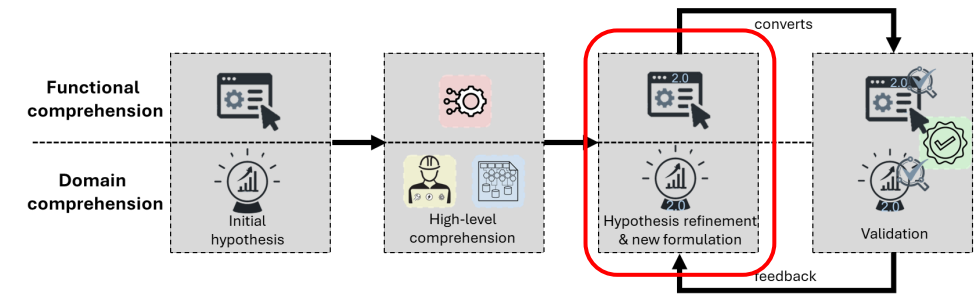 converts
Functional
comprehension
2.0
2.0
Domain
comprehension
Initial
hypothesis
High-level
comprehension
2.0
Hypothesis refinement
& new formulation
2.0
Validation
feedback